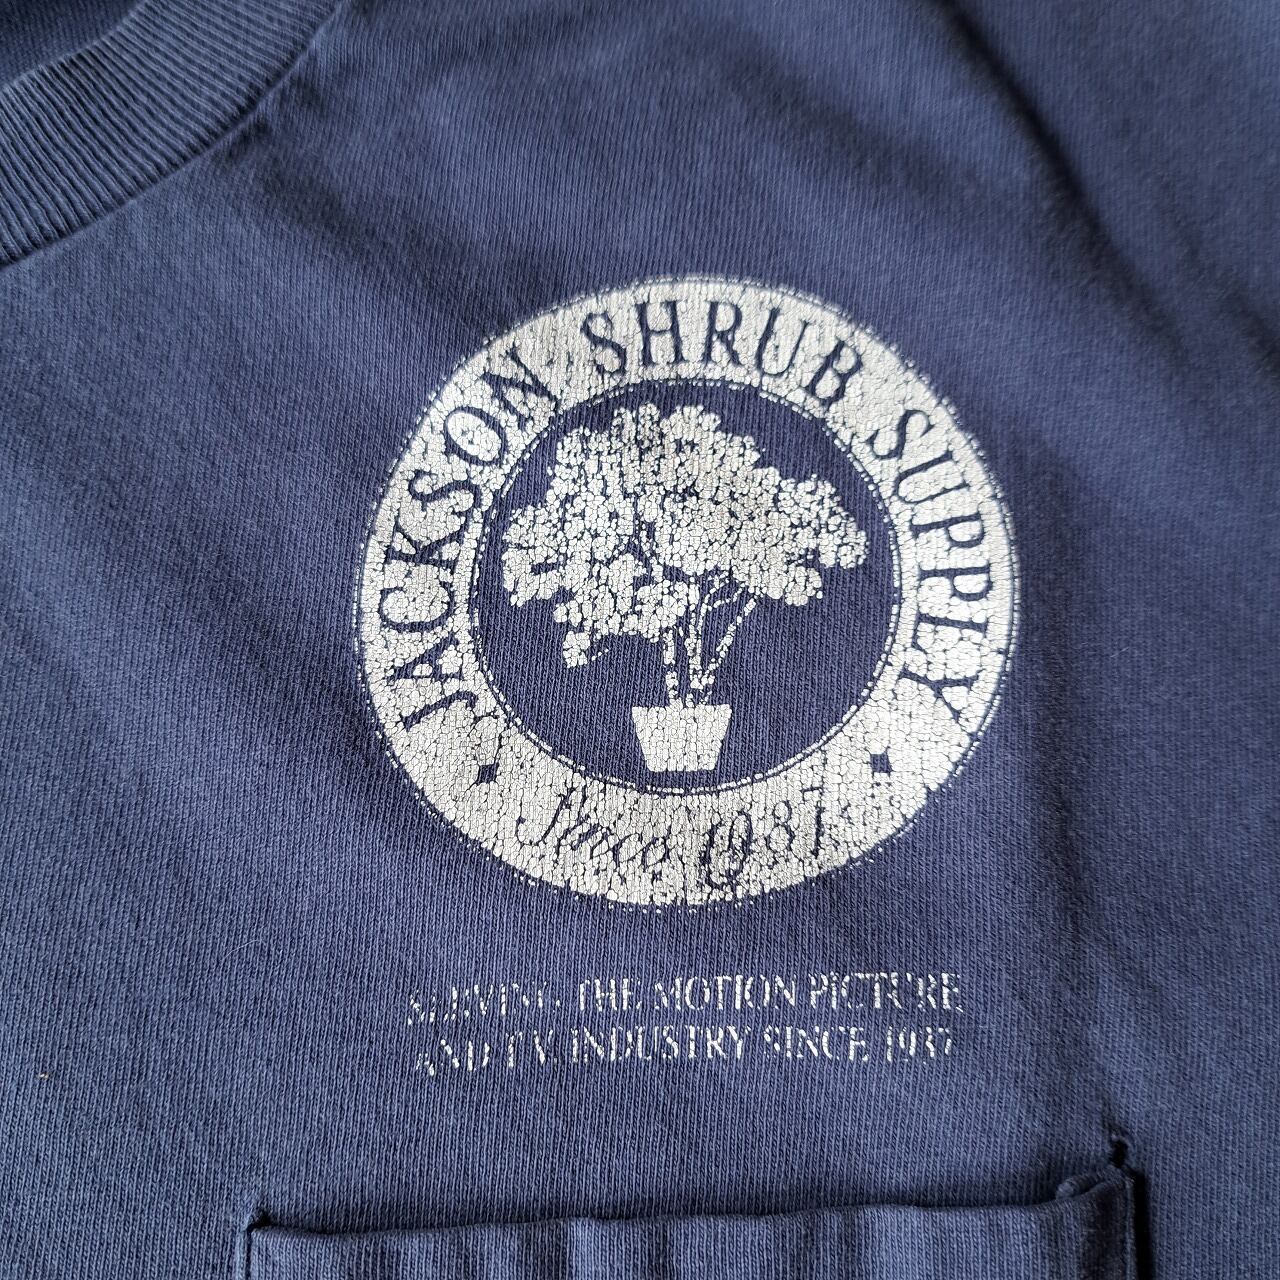 JACKSON SHRUB SUPPLY
Since 1937
SERVING THE MOTION PICTURE
AND T.V. INDUSTRY SINCE 1937